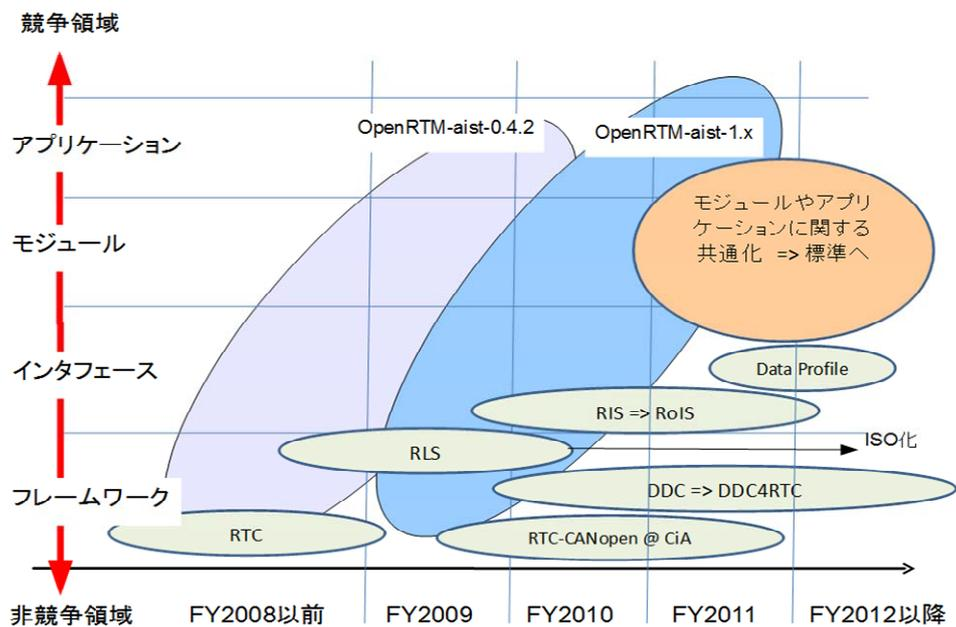 競争領域
アプリケーション
モジュール
インタフェース
フレームワーク
非競争領域
OpenRTM-aist-0.4.2
OpenRTM-aist-1.x
モジュールやアプリ
ケーションに関する
共通化 => 標準へ
Data Profile
RIS => RoIS
ISO化
RLS
DDC => DDC4RTC
RTC
RTC-CANopen @ CiA
FY2008以前
FY2009
FY2010
FY2011
FY2012以降